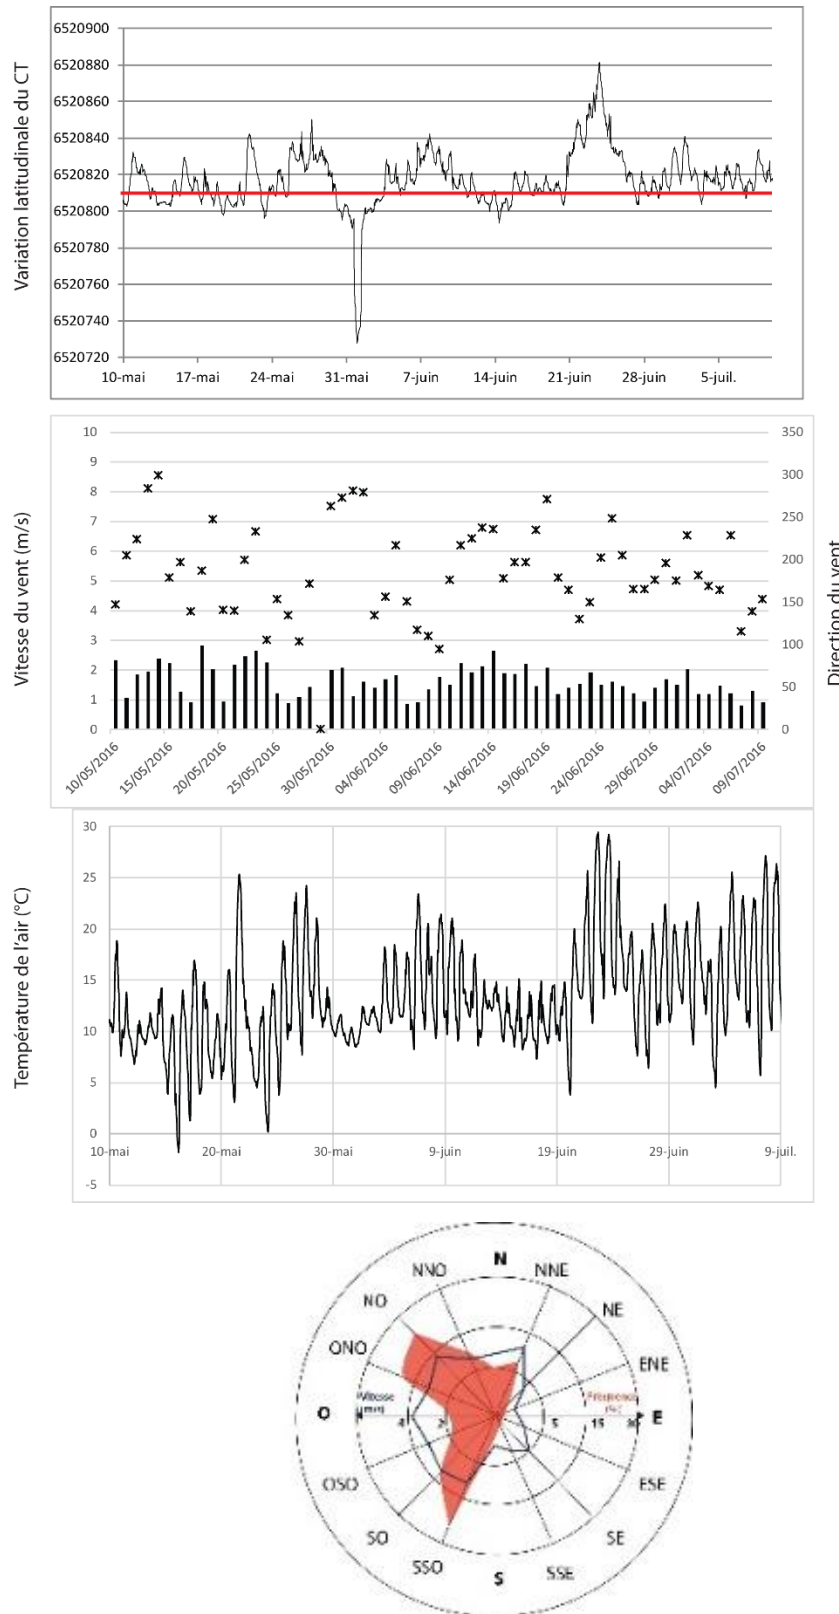 Variation latitudinale du CT
6520900
6520880
6520860
6520840
6520820
6520800
6520780
6520760
6520740
6520720
10-mai 17-mai 24-mai 31-mai 7-juin 14-juin 21-juin 28-juin 5-juil.
Vitesse du vent (m/s)
10
9
8
7
6
5
4
3
2
1
0
350
300
250
200
150
100
50
0
Direction du vent
10/05/2016 15/05/2016 20/05/2016 25/05/2016 30/05/2016 04/06/2016 09/06/2016 14/06/2016 19/06/2016 24/06/2016 29/06/2016 04/07/2016 09/07/2016
Température de l'air (°C)
30
25
20
15
10
5
0
-5
10-mai 20-mai 30-mai 9-juin 19-juin 29-juin 9-juil.
N
NNO NNE
NO NE
ONO ENE
Vitesse Fréquence
(m/s) (%)
O 4 2 5 15 E
OSO ESE
SO SE
SSO SSE
S